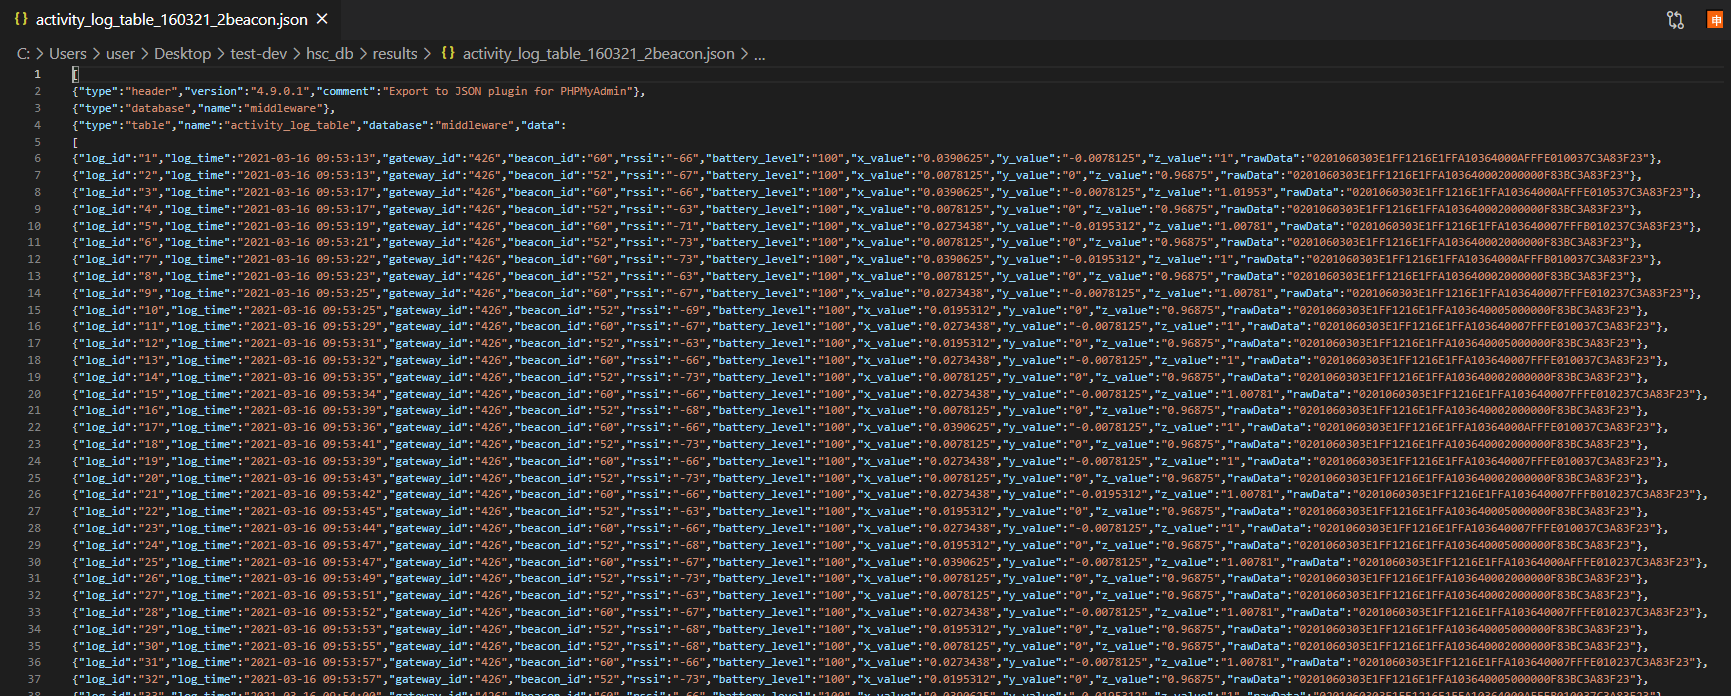 {} activity_log_table_160321_2beacon.json ×
C: > Users > user > Desktop > test-dev > hsc_db > results > {} activity_log_table_160321_2beacon.json > ...
1 [
2 {"type":"header","version":"4.9.0.1","comment":"Export to JSON plugin for PHPMyAdmin"},
3 {"type":"database","name":"middleware"},
4 {"type":"table","name":"activity_log_table","database":"middleware","data":
5 [
6 {"log_id":"1","log_time":"2021-03-16 09:53:13","gateway_id":"426","beacon_id":"60","rssi":"-66","battery_level":"100","x_value":"0.0390625","y_value":"-0.0078125","z_value":"1","rawData":"0201060303E1FF1216E1FFA10364000AFFFE010037C3A83F23"},
7 {"log_id":"2","log_time":"2021-03-16 09:53:13","gateway_id":"426","beacon_id":"52","rssi":"-67","battery_level":"100","x_value":"0.0078125","y_value":"0","z_value":"0.96875","rawData":"0201060303E1FF1216E1FFA103640002000000F83BC3A83F23"},
8 {"log_id":"3","log_time":"2021-03-16 09:53:17","gateway_id":"426","beacon_id":"60","rssi":"-66","battery_level":"100","x_value":"0.0390625","y_value":"-0.0078125","z_value":"1.01953","rawData":"0201060303E1FF1216E1FFA10364000AFFFE010537C3A83F23"},
9 {"log_id":"4","log_time":"2021-03-16 09:53:17","gateway_id":"426","beacon_id":"52","rssi":"-63","battery_level":"100","x_value":"0.0078125","y_value":"0","z_value":"0.96875","rawData":"0201060303E1FF1216E1FFA103640002000000F83BC3A83F23"},
10 {"log_id":"5","log_time":"2021-03-16 09:53:19","gateway_id":"426","beacon_id":"60","rssi":"-71","battery_level":"100","x_value":"0.0273438","y_value":"-0.0195312","z_value":"1.00781","rawData":"0201060303E1FF1216E1FFA103640007FFFB010237C3A83F23"},
11 {"log_id":"6","log_time":"2021-03-16 09:53:21","gateway_id":"426","beacon_id":"52","rssi":"-73","battery_level":"100","x_value":"0.0078125","y_value":"0","z_value":"0.96875","rawData":"0201060303E1FF1216E1FFA103640002000000F83BC3A83F23"},
12 {"log_id":"7","log_time":"2021-03-16 09:53:22","gateway_id":"426","beacon_id":"60","rssi":"-73","battery_level":"100","x_value":"0.0390625","y_value":"-0.0195312","z_value":"1","rawData":"0201060303E1FF1216E1FFA10364000AFFFB010037C3A83F23"},
13 {"log_id":"8","log_time":"2021-03-16 09:53:23","gateway_id":"426","beacon_id":"52","rssi":"-63","battery_level":"100","x_value":"0.0078125","y_value":"0","z_value":"0.96875","rawData":"0201060303E1FF1216E1FFA103640002000000F83BC3A83F23"},
14 {"log_id":"9","log_time":"2021-03-16 09:53:25","gateway_id":"426","beacon_id":"60","rssi":"-67","battery_level":"100","x_value":"0.0273438","y_value":"-0.0078125","z_value":"1.00781","rawData":"0201060303E1FF1216E1FFA103640007FFFE010237C3A83F23"},
15 {"log_id":"10","log_time":"2021-03-16 09:53:25","gateway_id":"426","beacon_id":"52","rssi":"-69","battery_level":"100","x_value":"0.0195312","y_value":"0","z_value":"0.96875","rawData":"0201060303E1FF1216E1FFA103640005000000F83BC3A83F23"},
16 {"log_id":"11","log_time":"2021-03-16 09:53:29","gateway_id":"426","beacon_id":"60","rssi":"-67","battery_level":"100","x_value":"0.0273438","y_value":"-0.0078125","z_value":"1","rawData":"0201060303E1FF1216E1FFA103640007FFFE010037C3A83F23"},
17 {"log_id":"12","log_time":"2021-03-16 09:53:31","gateway_id":"426","beacon_id":"52","rssi":"-63","battery_level":"100","x_value":"0.0195312","y_value":"0","z_value":"0.96875","rawData":"0201060303E1FF1216E1FFA103640005000000F83BC3A83F23"},
18 {"log_id":"13","log_time":"2021-03-16 09:53:32","gateway_id":"426","beacon_id":"60","rssi":"-66","battery_level":"100","x_value":"0.0273438","y_value":"-0.0078125","z_value":"1","rawData":"0201060303E1FF1216E1FFA103640007FFFE010037C3A83F23"},
19 {"log_id":"14","log_time":"2021-03-16 09:53:35","gateway_id":"426","beacon_id":"52","rssi":"-73","battery_level":"100","x_value":"0.0078125","y_value":"0","z_value":"0.96875","rawData":"0201060303E1FF1216E1FFA103640002000000F83BC3A83F23"},
20 {"log_id":"15","log_time":"2021-03-16 09:53:34","gateway_id":"426","beacon_id":"60","rssi":"-66","battery_level":"100","x_value":"0.0273438","y_value":"-0.0078125","z_value":"1.00781","rawData":"0201060303E1FF1216E1FFA103640007FFFE010237C3A83F23"},
21 {"log_id":"16","log_time":"2021-03-16 09:53:39","gateway_id":"426","beacon_id":"52","rssi":"-68","battery_level":"100","x_value":"0.0078125","y_value":"0","z_value":"0.96875","rawData":"0201060303E1FF1216E1FFA103640002000000F83BC3A83F23"},
22 {"log_id":"17","log_time":"2021-03-16 09:53:36","gateway_id":"426","beacon_id":"60","rssi":"-66","battery_level":"100","x_value":"0.0390625","y_value":"-0.0078125","z_value":"1","rawData":"0201060303E1FF1216E1FFA10364000AFFFE010037C3A83F23"},
23 {"log_id":"18","log_time":"2021-03-16 09:53:41","gateway_id":"426","beacon_id":"52","rssi":"-73","battery_level":"100","x_value":"0.0078125","y_value":"0","z_value":"0.96875","rawData":"0201060303E1FF1216E1FFA103640002000000F83BC3A83F23"},
24 {"log_id":"19","log_time":"2021-03-16 09:53:39","gateway_id":"426","beacon_id":"60","rssi":"-66","battery_level":"100","x_value":"0.0273438","y_value":"-0.0078125","z_value":"1","rawData":"0201060303E1FF1216E1FFA103640007FFFE010037C3A83F23"},
25 {"log_id":"20","log_time":"2021-03-16 09:53:43","gateway_id":"426","beacon_id":"52","rssi":"-73","battery_level":"100","x_value":"0.0078125","y_value":"0","z_value":"0.96875","rawData":"0201060303E1FF1216E1FFA103640002000000F83BC3A83F23"},
26 {"log_id":"21","log_time":"2021-03-16 09:53:42","gateway_id":"426","beacon_id":"60","rssi":"-66","battery_level":"100","x_value":"0.0273438","y_value":"-0.0195312","z_value":"1.00781","rawData":"0201060303E1FF1216E1FFA103640007FFFB010237C3A83F23"},
27 {"log_id":"22","log_time":"2021-03-16 09:53:45","gateway_id":"426","beacon_id":"52","rssi":"-63","battery_level":"100","x_value":"0.0195312","y_value":"0","z_value":"0.96875","rawData":"0201060303E1FF1216E1FFA103640005000000F83BC3A83F23"},
28 {"log_id":"23","log_time":"2021-03-16 09:53:44","gateway_id":"426","beacon_id":"60","rssi":"-66","battery_level":"100","x_value":"0.0273438","y_value":"-0.0078125","z_value":"1","rawData":"0201060303E1FF1216E1FFA103640007FFFE010037C3A83F23"},
29 {"log_id":"24","log_time":"2021-03-16 09:53:47","gateway_id":"426","beacon_id":"52","rssi":"-68","battery_level":"100","x_value":"0.0195312","y_value":"0","z_value":"0.96875","rawData":"0201060303E1FF1216E1FFA103640005000000F83BC3A83F23"},
30 {"log_id":"25","log_time":"2021-03-16 09:53:47","gateway_id":"426","beacon_id":"60","rssi":"-67","battery_level":"100","x_value":"0.0390625","y_value":"-0.0078125","z_value":"1.00781","rawData":"0201060303E1FF1216E1FFA10364000AFFFE010237C3A83F23"},
31 {"log_id":"26","log_time":"2021-03-16 09:53:49","gateway_id":"426","beacon_id":"52","rssi":"-73","battery_level":"100","x_value":"0.0078125","y_value":"0","z_value":"0.96875","rawData":"0201060303E1FF1216E1FFA103640002000000F83BC3A83F23"},
32 {"log_id":"27","log_time":"2021-03-16 09:53:51","gateway_id":"426","beacon_id":"52","rssi":"-63","battery_level":"100","x_value":"0.0078125","y_value":"0","z_value":"0.96875","rawData":"0201060303E1FF1216E1FFA103640002000000F83BC3A83F23"},
33 {"log_id":"28","log_time":"2021-03-16 09:53:52","gateway_id":"426","beacon_id":"60","rssi":"-67","battery_level":"100","x_value":"0.0273438","y_value":"-0.0078125","z_value":"1.00781","rawData":"0201060303E1FF1216E1FFA103640007FFFE010237C3A83F23"},
34 {"log_id":"29","log_time":"2021-03-16 09:53:53","gateway_id":"426","beacon_id":"52","rssi":"-68","battery_level":"100","x_value":"0.0195312","y_value":"0","z_value":"0.96875","rawData":"0201060303E1FF1216E1FFA103640005000000F83BC3A83F23"},
35 {"log_id":"30","log_time":"2021-03-16 09:53:55","gateway_id":"426","beacon_id":"52","rssi":"-68","battery_level":"100","x_value":"0.0078125","y_value":"0","z_value":"0.96875","rawData":"0201060303E1FF1216E1FFA103640002000000F83BC3A83F23"},
36 {"log_id":"31","log_time":"2021-03-16 09:53:57","gateway_id":"426","beacon_id":"60","rssi":"-66","battery_level":"100","x_value":"0.0273438","y_value":"-0.0078125","z_value":"1.00781","rawData":"0201060303E1FF1216E1FFA103640007FFFE010237C3A83F23"},
37 {"log_id":"32","log_time":"2021-03-16 09:53:57","gateway_id":"426","beacon_id":"52","rssi":"-73","battery_level":"100","x_value":"0.0195312","y_value":"0","z_value":"0.96875","rawData":"0201060303E1FF1216E1FFA103640005000000F83BC3A83F23"},